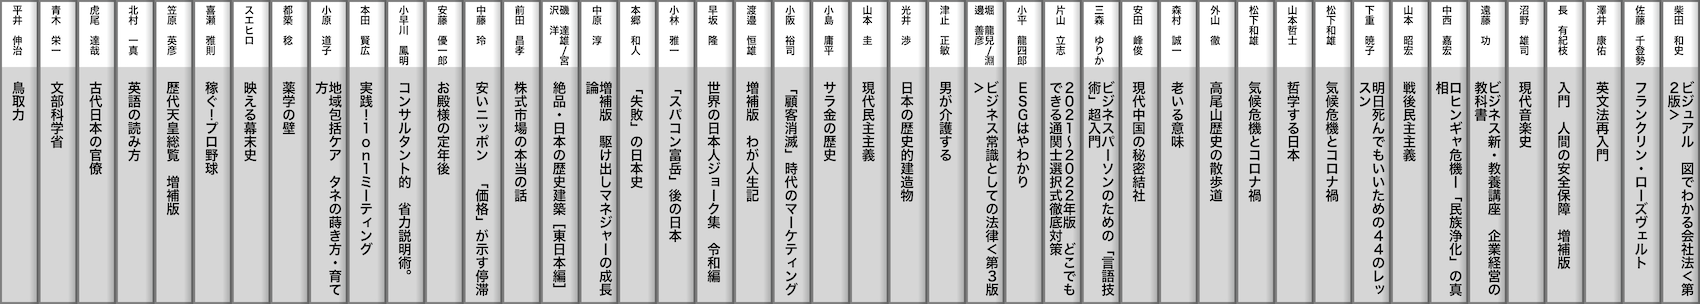 柴田　和史
ビジュアル　図でわかる会社法＜第
２版＞
佐藤　千登勢
フランクリン・ローズヴェルト
澤井　康佑
英文法再入門
長　有紀枝
入門　人間の安全保障　増補版
沼野　雄司
現代音楽史
遠藤　功
ビジネス新・教養講座　企業経営の
教科書
中西　嘉宏
ロヒンギャ危機ー「民族浄化」の真
相
山本　昭宏
戦後民主主義
下重　暁子
明日死んでもいいための４４のレッ
スン
松下和雄
気候危機とコロナ禍
山本哲士
哲学する日本
松下和雄
気候危機とコロナ禍
外山　徹
高尾山歴史の散歩道
森村　誠一
老いる意味
安田　峰俊
現代中国の秘密結社
三森　ゆりか
ビジネスパーソンのための「言語技
術」超入門
片山　立志
２０２１～２０２２年版　どこでも
できる通関士選択式徹底対策
小平　龍四郎
ＥＳＧはやわかり
堀　龍兒/淵
邊　善彦
ビジネス常識としての法律＜第３版
＞
津止　正敏
男が介護する
光井　渉
日本の歴史的建造物
山本　圭
現代民主主義
小島　庸平
サラ金の歴史
小阪　裕司
「顧客消滅」時代のマーケティング
渡邉　恒雄
増補版　わが人生記
早坂　隆
世界の日本人ジョーク集　令和編
小林　雅一
「スパコン富岳」後の日本
本郷　和人
「失敗」の日本史
中原　淳
増補版　駆け出しマネジャーの成長
論
磯　達雄/宮
沢　洋
絶品・日本の歴史建築［東日本編］
前田　昌孝
株式市場の本当の話
中藤　玲
安いニッポン　「価格」が示す停滞
安藤　優一郎
お殿様の定年後
小早川　鳳明
コンサルタント的　省力説明術。
本田　賢広
実践！１ｏｎ１ミーティング
小原　道子
地域包括ケア　タネの蒔き方・育て
方
都築　稔
薬学の壁
スエヒロ
映える幕末史
喜瀬　雅則
稼ぐ！プロ野球
笠原　英彦
歴代天皇総覧　増補版
北村　一真
英語の読み方
虎尾　達哉
古代日本の官僚
青木　栄一
文部科学省
平井　伸治
鳥取力